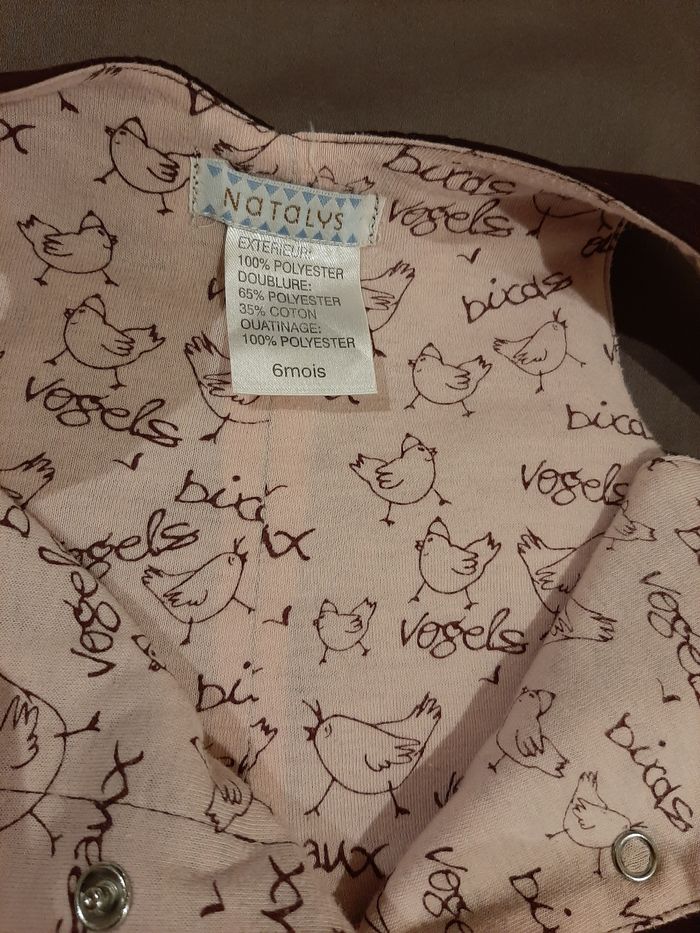 birds
NATALYS
vogels
EXTERIEUR:
100% POLYESTER
DOUBLURE:
65% POLYESTER
35% COTON
OUATINAGE:
100% POLYESTER
6mois
birds
vogels
vogels
vogels
birds
vogels
vogels
birds
vogels
birds